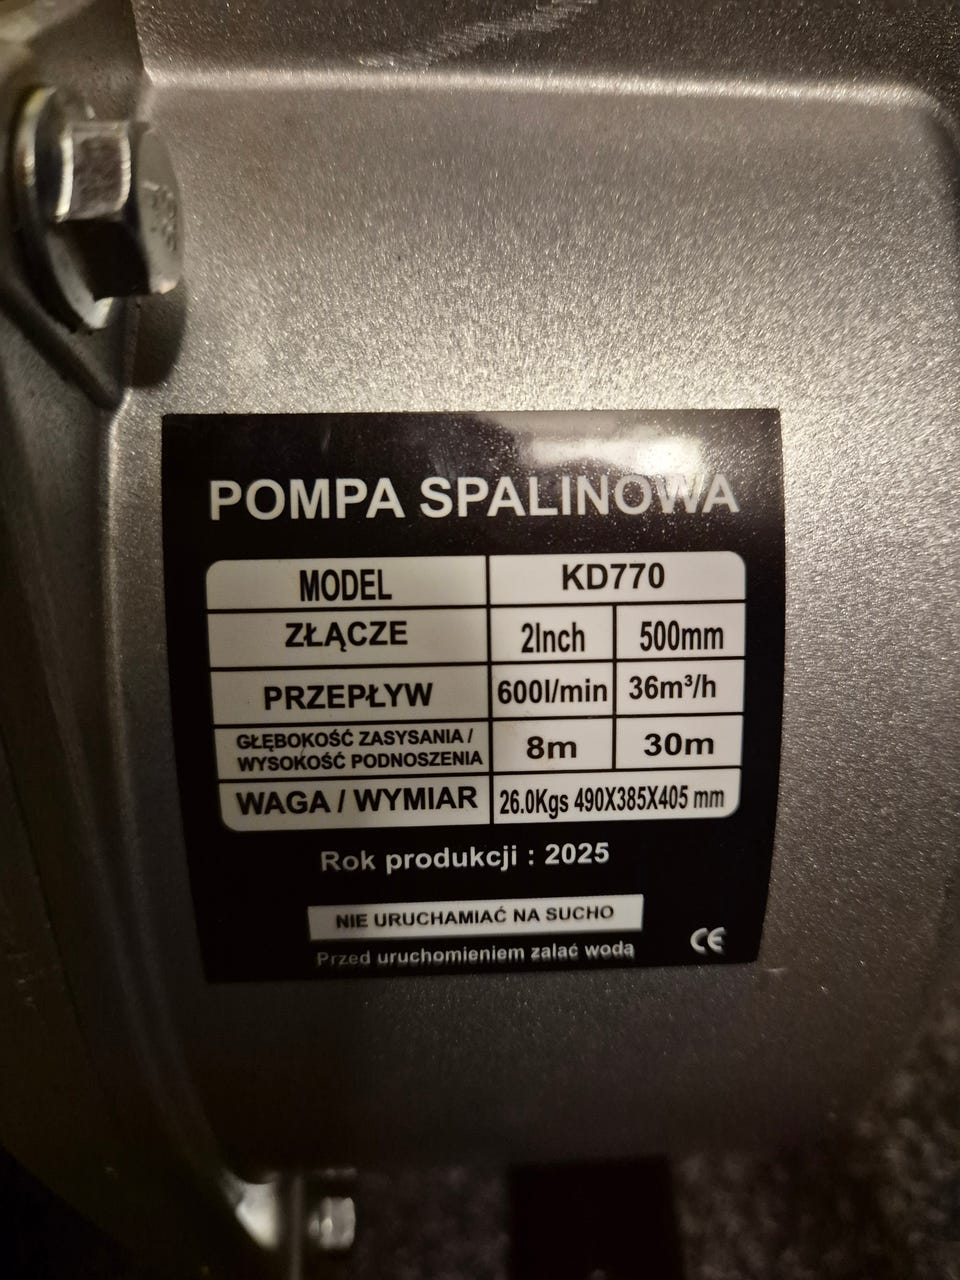 POMPA SPALINOWA
MODEL KD770
ZŁĄCZE 2Inch 500mm
PRZEPŁYW 600l/min 36m³/h
GŁĘBOKOŚĆ ZASYSANIA /
WYSOKOŚĆ PODNOSZENIA 8m 30m
WAGA / WYMIAR 26.0Kgs 490X385X405 mm
Rok produkcji : 2025
NIE URUCHAMIAĆ NA SUCHO
Przed uruchomieniem zalać wodą
CE